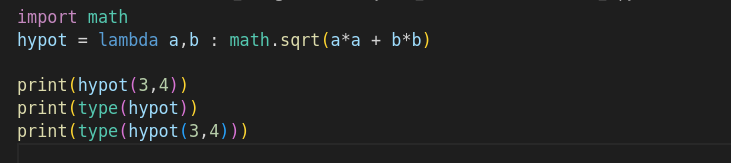 import math
hypot = lambda a,b : math.sqrt(a*a + b*b)
print(hypot(3,4))
print(type(hypot))
print(type(hypot(3,4)))